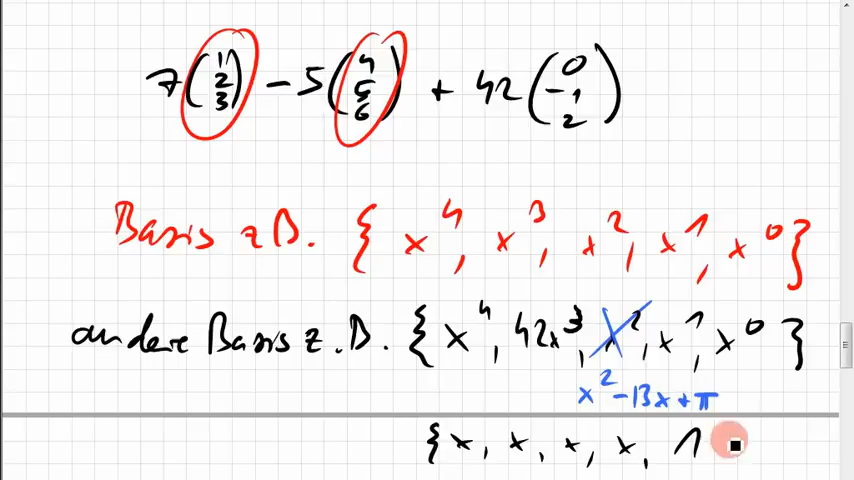 7 (1 2 3) - 5 (4 5 6) + 42 (0 -1 2)
Basis z.B. { x⁴, x³, x², x¹, x⁰ }
andere Basis z.B. { x⁴, 42x³, x², x¹, x⁰ }
x² - 13x + π
{ x, x, x, x, 1